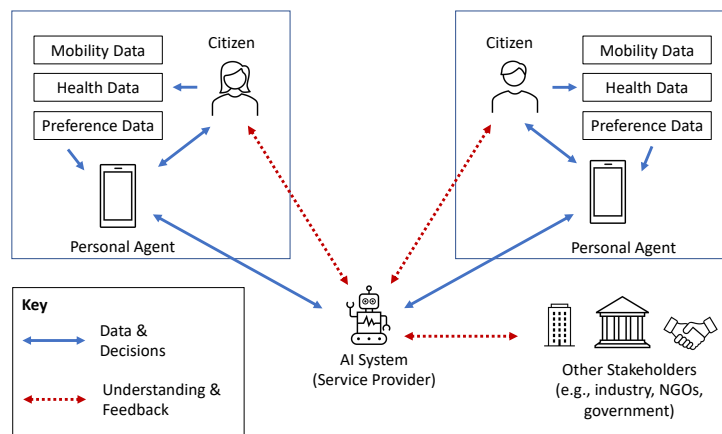 Mobility Data
Health Data
Preference Data
Citizen
Personal Agent
Citizen
Mobility Data
Health Data
Preference Data
Personal Agent
Key
Data &
Decisions
Understanding &
Feedback
AI System
(Service Provider)
Other Stakeholders
(e.g., industry, NGOs,
government)